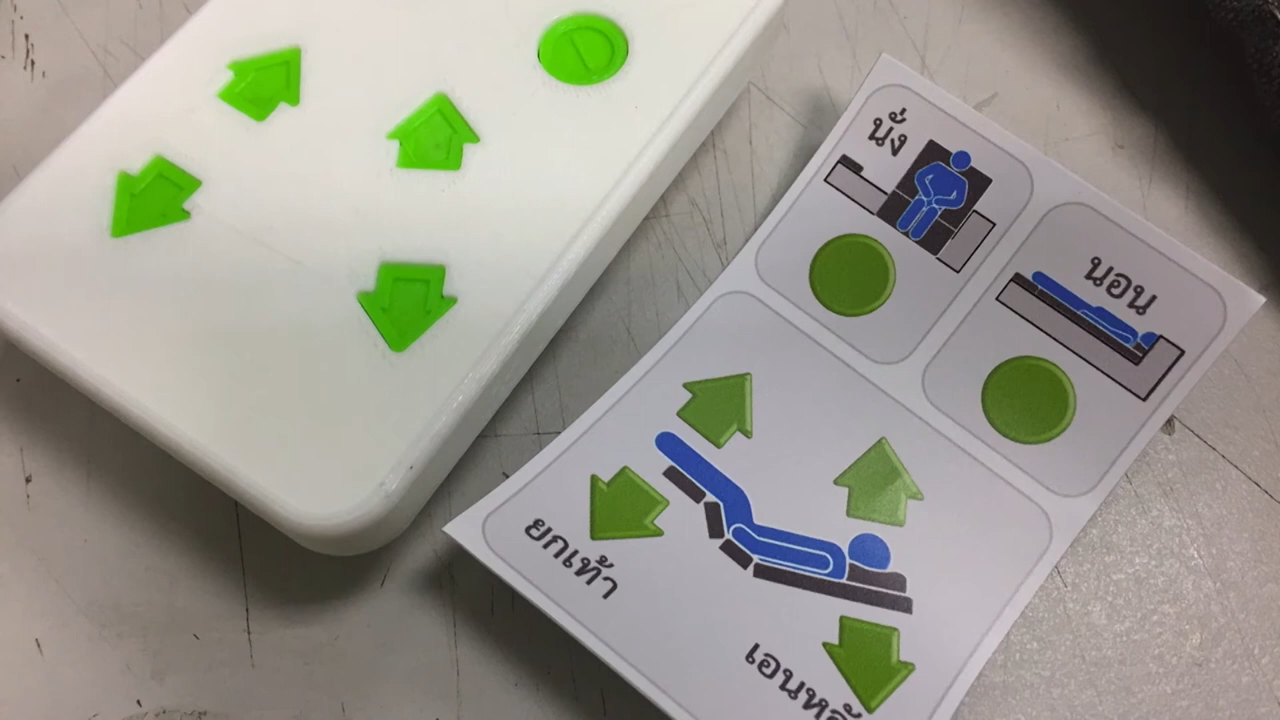 นั่ง
นอน
ยกเท้า